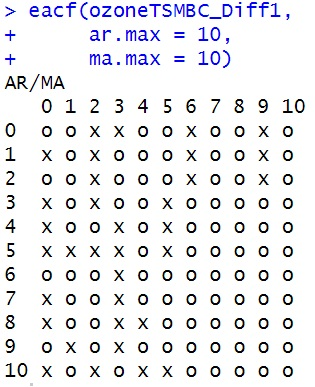 > eacf(ozoneTSMBC_Diff1,
+ ar.max = 10,
+ ma.max = 10)
AR/MA
0 1 2 3 4 5 6 7 8 9 10
0 o o x x o o x o o x o
1 x o x o o o x o o x o
2 o o x o o o x o o x o
3 x o x o o x o o o o o
4 x o o x o x o o o o o
5 x x x x o x o o o o o
6 o o o x o o o o o o o
7 x o o x o o o o o o o
8 x o o x x o o o o o o
9 o x o x o o o o o o o
10 x o x o x x o o o o o